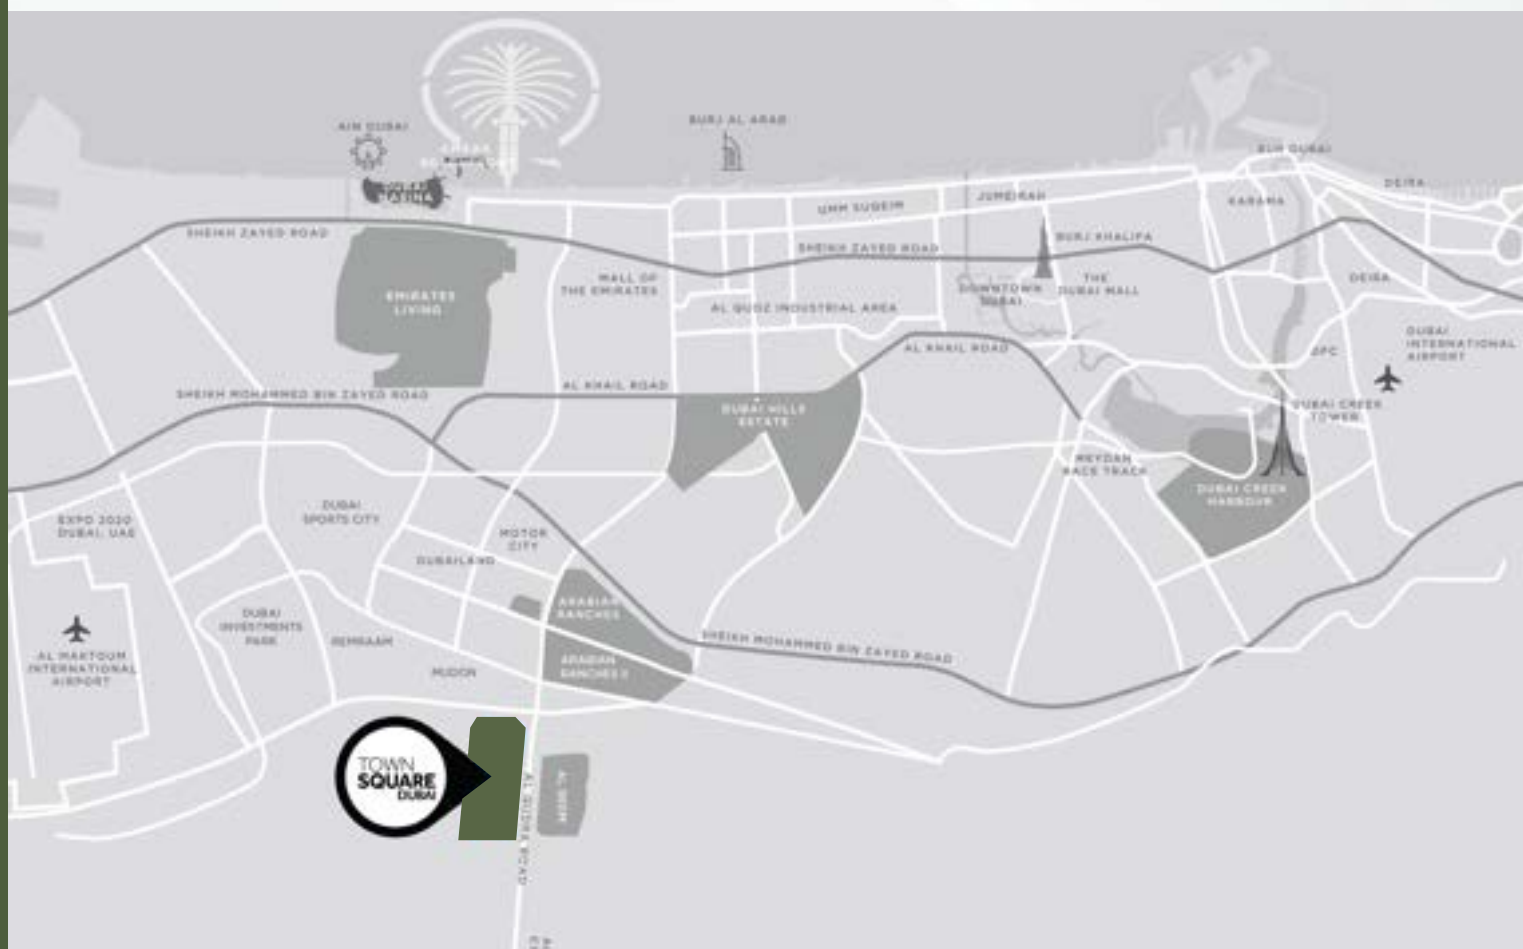 AIN DUBAI
BURJ AL ARAB
BUR DUBAI
DEIRA
MARINA
UMM SUQEIM
JUMEIRAH
KARAMA
SHEIKH ZAYED ROAD
SHEIKH ZAYED ROAD
BURJ KHALIFA
MALL OF
THE EMIRATES
THE
DUBAI MALL
DEIRA
DOWNTOWN
DUBAI
EMIRATES
LIVING
AL QUOZ INDUSTRIAL AREA
DUBAI
INTERNATIONAL
AIRPORT
AL KHAIL ROAD
AL KHAIL ROAD
SHEIKH MOHAMMED BIN ZAYED ROAD
DUBAI HILLS
ESTATE
DUBAI CREEK
TOWER
MEYDAN
RACE TRACK
DUBAI CREEK
HARBOUR
EXPO 2020
DUBAI, UAE
DUBAI
SPORTS CITY
MOTOR
CITY
DUBAILAND
ARABIAN
RANCHES
DUBAI
INVESTMENTS
PARK
REMRAAM
SHEIKH MOHAMMED BIN ZAYED ROAD
AL MAKTOUM
INTERNATIONAL
AIRPORT
MUDON
ARABIAN
RANCHES II
TOWN
SQUARE
DUBAI
AL QUDRA ROAD